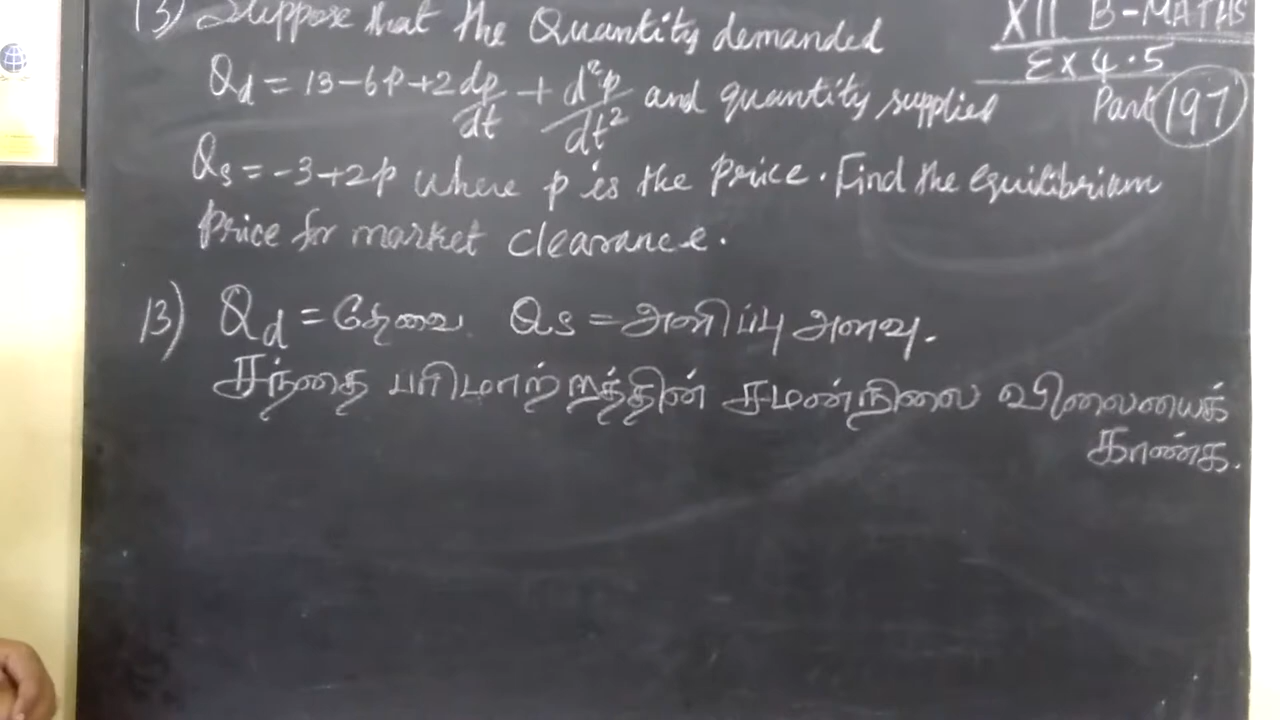 13) Suppose that the Quantity demanded
XII B-MATHS
Qd = 13-6p+2 dp/dt + d²p/dt² and quantity supplied
Ex 4.5
Part 197
Qs = -3+2p where p is the price. Find the equilibrium
Price for market clearance.
13) Qd = தேவை Qs = அளிப்பு அளவு.
சந்தை பரிமாற்றத்தின் சமண்நிலை விலையைக்
காண்க.